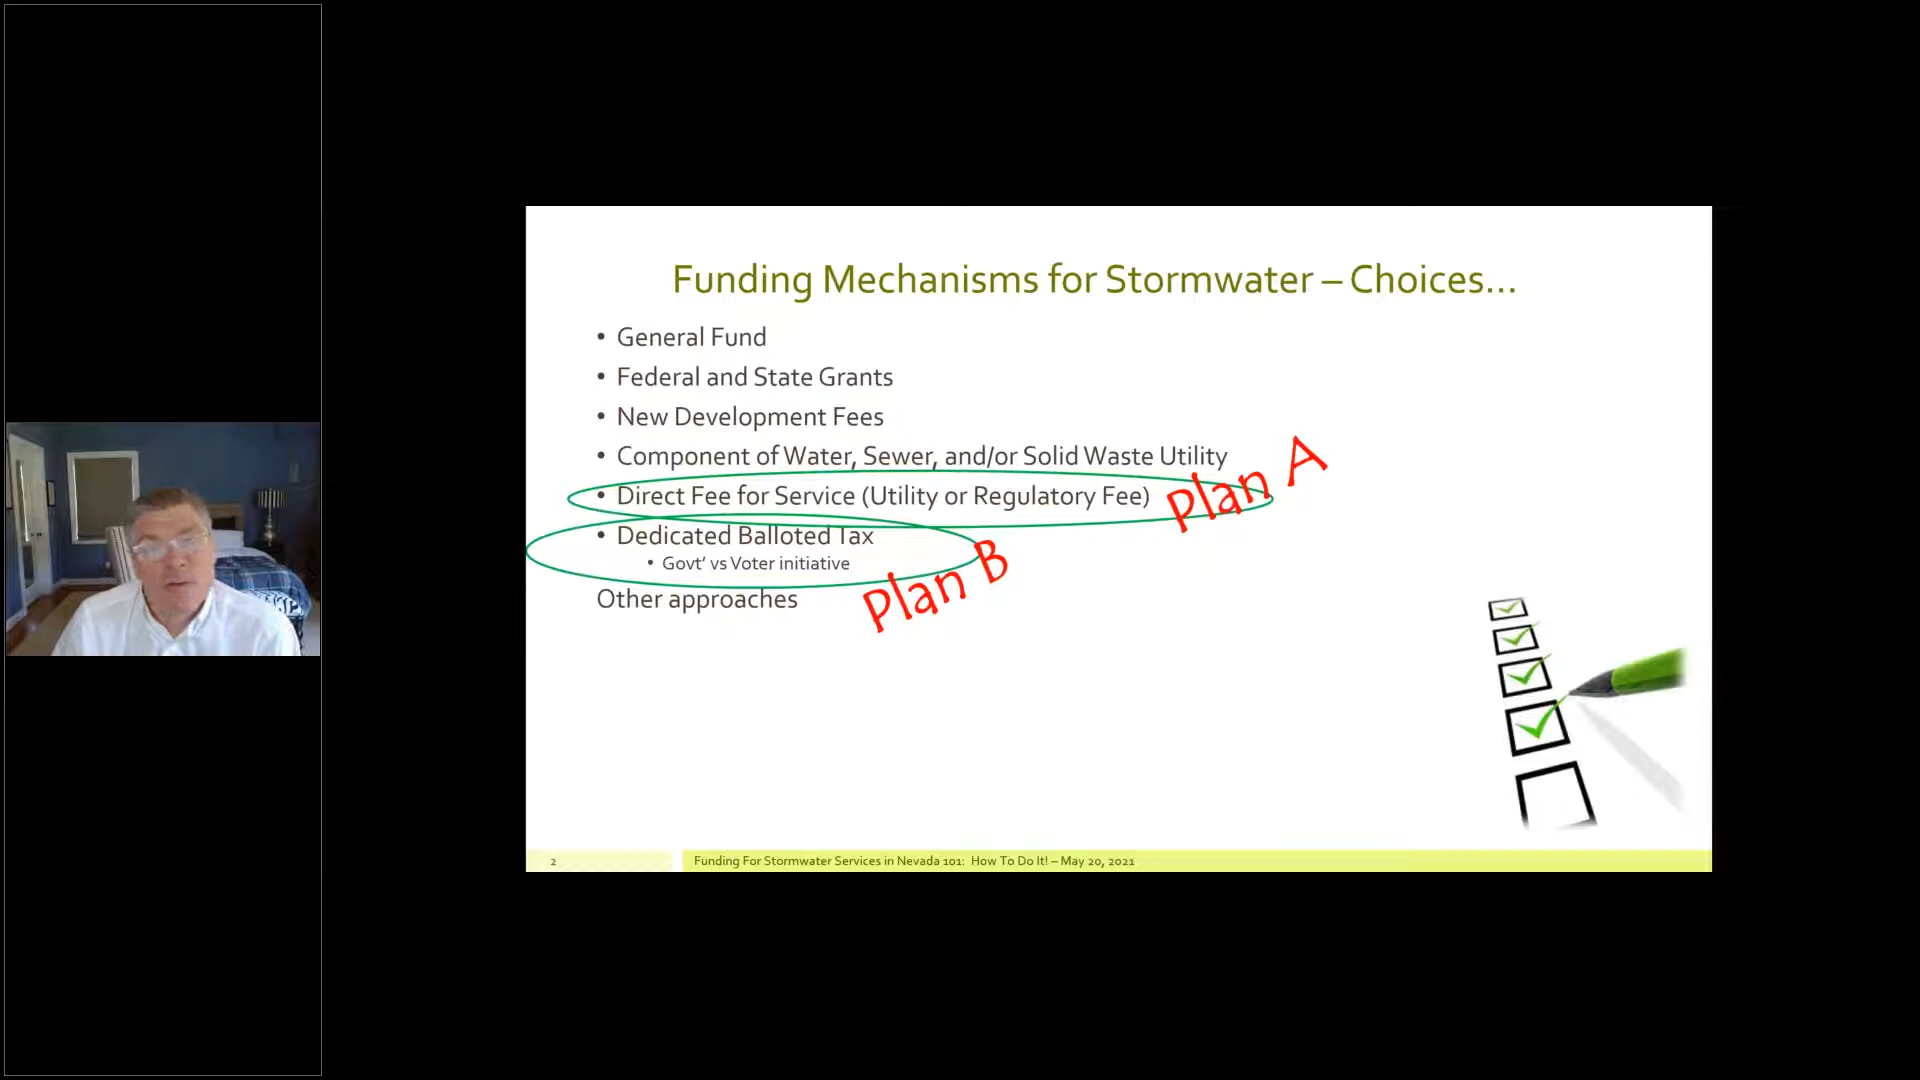 Funding Mechanisms for Stormwater – Choices...
• General Fund
• Federal and State Grants
• New Development Fees
• Component of Water, Sewer, and/or Solid Waste Utility
• Direct Fee for Service (Utility or Regulatory Fee)
Plan A
• Dedicated Balloted Tax
• Govt’ vs Voter initiative
Plan B
Other approaches
2
Funding For Stormwater Services in Nevada 101: How To Do It! – May 20, 2021